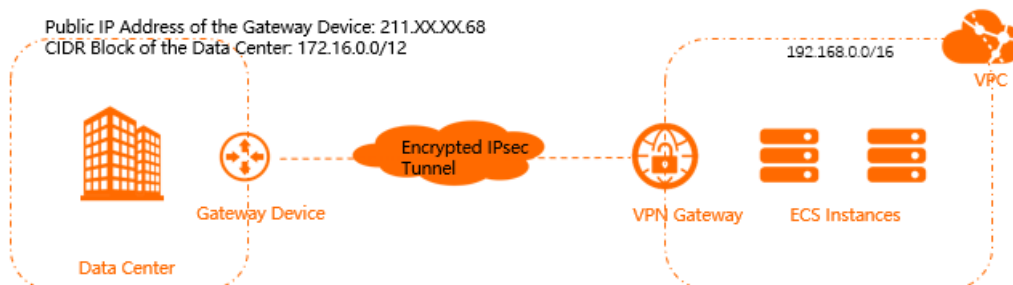 Public IP Address of the Gateway Device: 211.XX.XX.68
CIDR Block of the Data Center: 172.16.0.0/12
192.168.0.0/16
VPC
Encrypted IPsec
Tunnel
Gateway Device
VPN Gateway
ECS Instances
Data Center